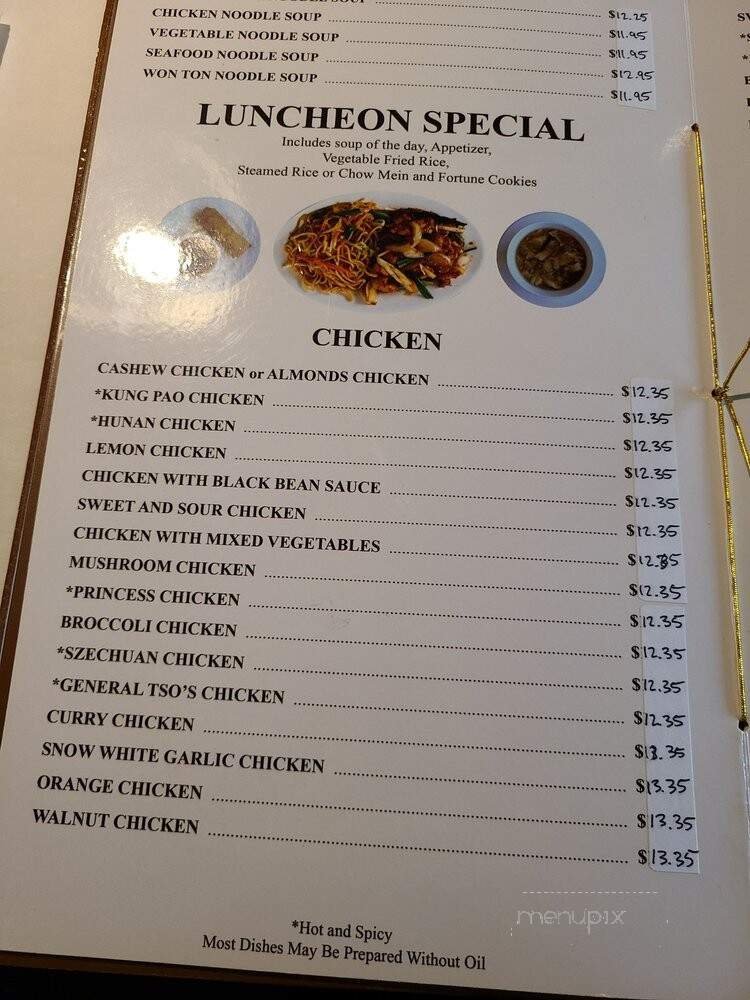 NOODLE SOUP $12.25
CHICKEN NOODLE SOUP $11.95
VEGETABLE NOODLE SOUP $11.95
SEAFOOD NOODLE SOUP $12.95
WON TON NOODLE SOUP $11.95
LUNCHEON SPECIAL
Includes soup of the day, Appetizer,
Vegetable Fried Rice,
Steamed Rice or Chow Mein and Fortune Cookies
CHICKEN
CASHEW CHICKEN or ALMONDS CHICKEN $12.35
*KUNG PAO CHICKEN $12.35
*HUNAN CHICKEN $12.35
LEMON CHICKEN $12.35
CHICKEN WITH BLACK BEAN SAUCE $12.35
SWEET AND SOUR CHICKEN $12.35
CHICKEN WITH MIXED VEGETABLES $12.35
MUSHROOM CHICKEN $12.35
*PRINCESS CHICKEN $12.35
BROCCOLI CHICKEN $12.35
*SZECHUAN CHICKEN $12.35
*GENERAL TSO'S CHICKEN $12.35
CURRY CHICKEN $13.35
SNOW WHITE GARLIC CHICKEN $13.35
ORANGE CHICKEN $13.35
WALNUT CHICKEN $13.35
*Hot and Spicy
Most Dishes May Be Prepared Without Oil
menupix